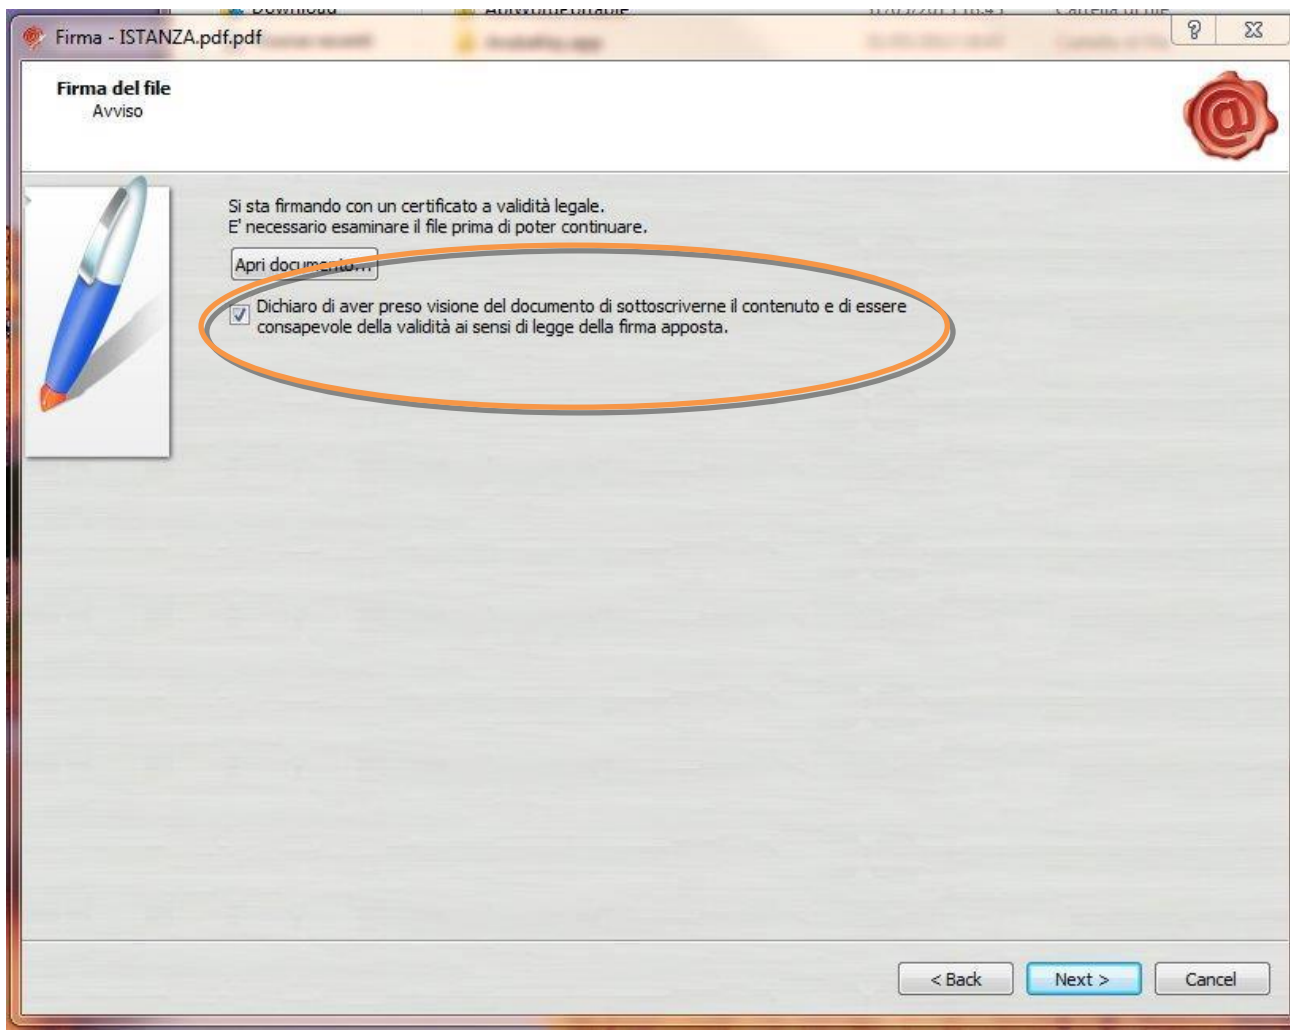 Download
Firma - ISTANZA.pdf.pdf
Firma del file
Avviso
@
Si sta firmando con un certificato a validità legale.
E' necessario esaminare il file prima di poter continuare.
Apri documento...
Dichiaro di aver preso visione del documento di sottoscriverne il contenuto e di essere
consapevole della validità ai sensi di legge della firma apposta.
< Back
Next >
Cancel